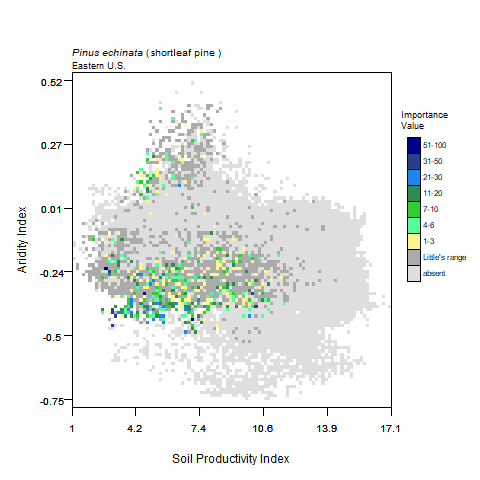 Pinus echinata ( shortleaf pine )
Eastern U.S.
0.52
0.27
0.01
-0.24
-0.5
-0.75
Aridity Index
1 4.2 7.4 10.6 13.9 17.1
Soil Productivity Index
Importance
Value
51-100
31-50
21-30
11-20
7-10
4-6
1-3
Little's range
absent